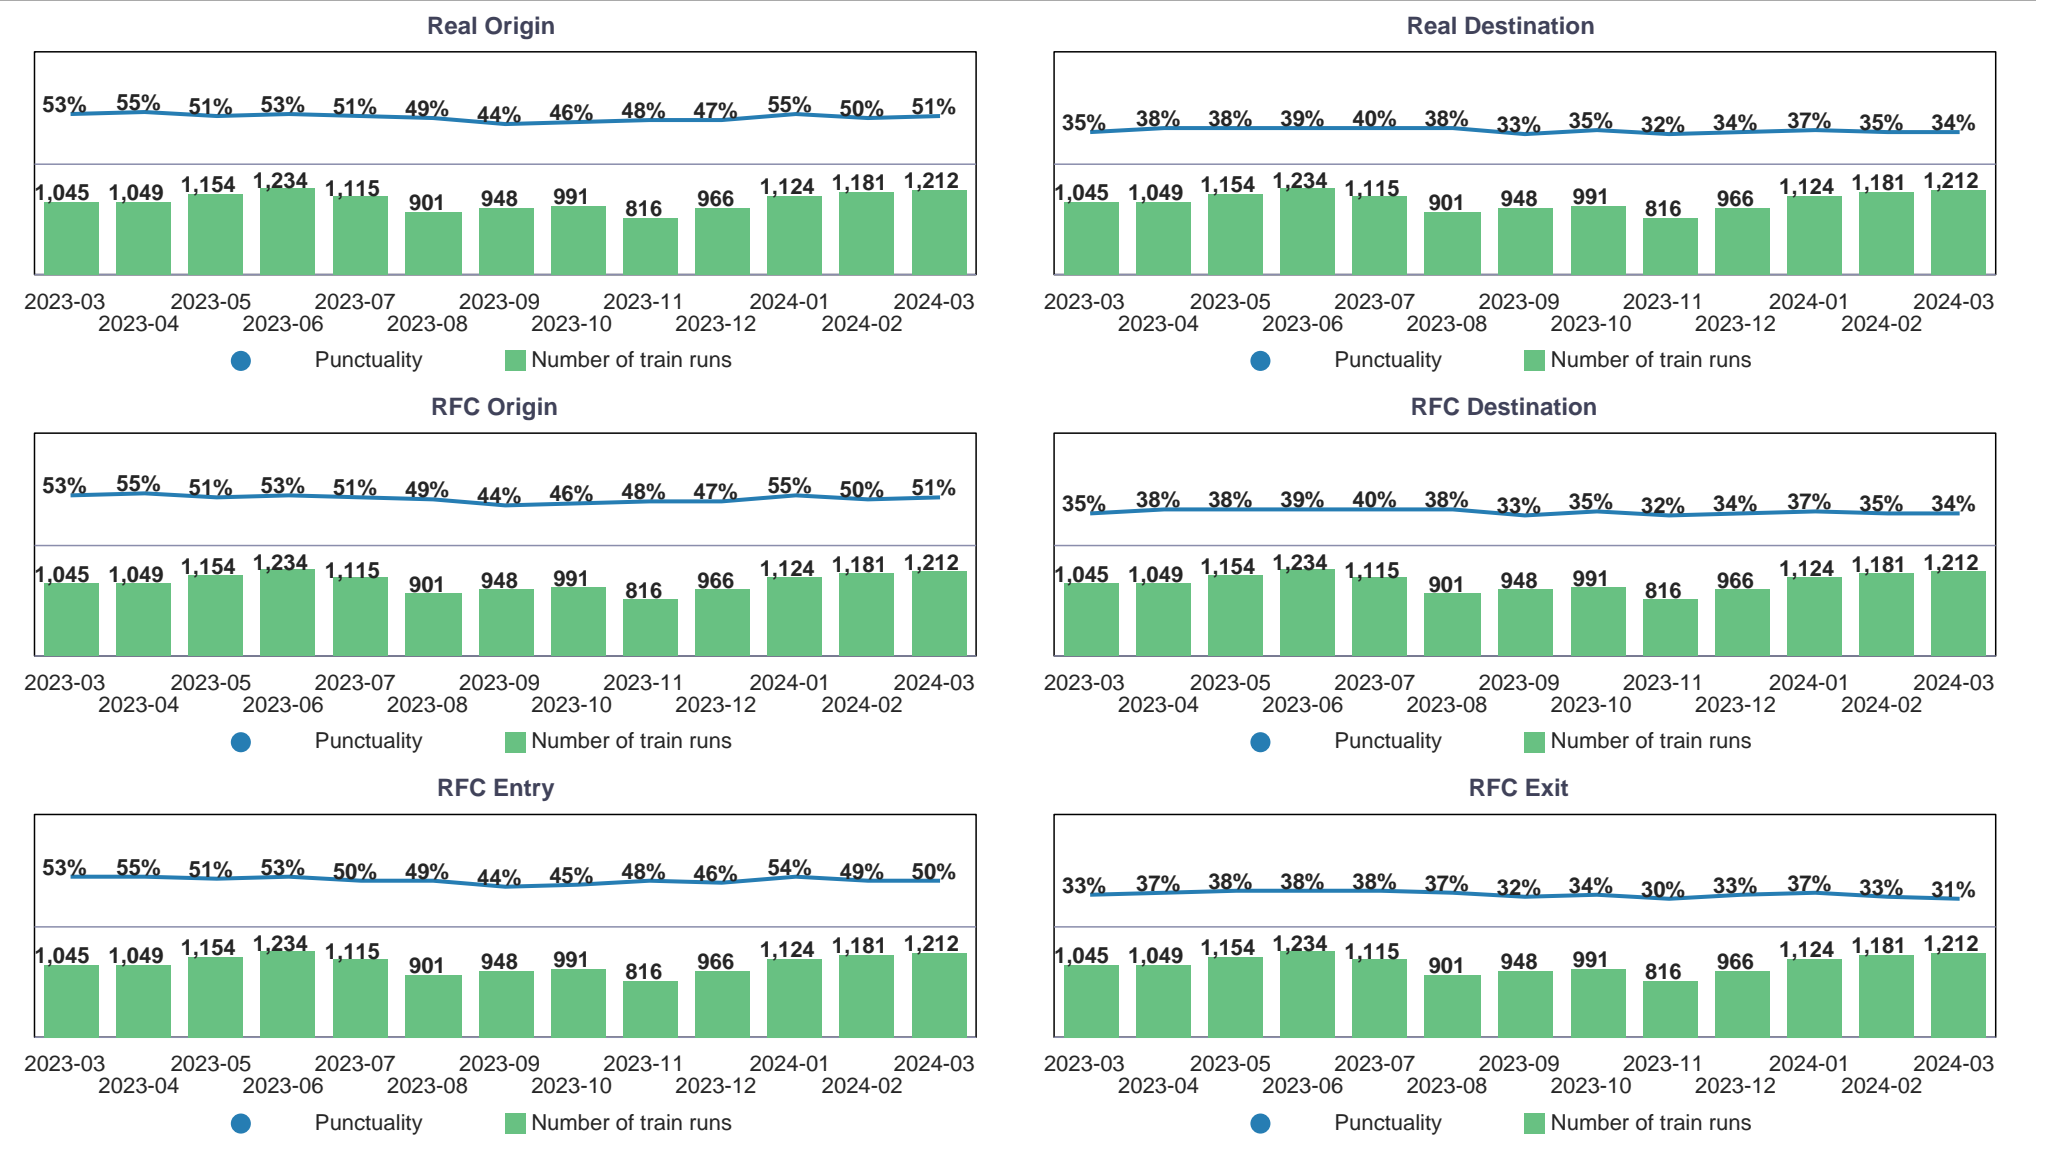 Real Origin
53% 55% 51% 53% 51% 49% 44% 46% 48% 47% 55% 50% 51%
1,045 1,049 1,154 1,234 1,115 901 948 991 816 966 1,124 1,181 1,212
2023-03 2023-05 2023-07 2023-09 2023-11 2024-01 2024-03
2023-04 2023-06 2023-08 2023-10 2023-12 2024-02
Punctuality Number of train runs
Real Destination
35% 38% 38% 39% 40% 38% 33% 35% 32% 34% 37% 35% 34%
1,045 1,049 1,154 1,234 1,115 901 948 991 816 966 1,124 1,181 1,212
2023-03 2023-05 2023-07 2023-09 2023-11 2024-01 2024-03
2023-04 2023-06 2023-08 2023-10 2023-12 2024-02
Punctuality Number of train runs
RFC Origin
53% 55% 51% 53% 51% 49% 44% 46% 48% 47% 55% 50% 51%
1,045 1,049 1,154 1,234 1,115 901 948 991 816 966 1,124 1,181 1,212
2023-03 2023-05 2023-07 2023-09 2023-11 2024-01 2024-03
2023-04 2023-06 2023-08 2023-10 2023-12 2024-02
Punctuality Number of train runs
RFC Destination
35% 38% 38% 39% 40% 38% 33% 35% 32% 34% 37% 35% 34%
1,045 1,049 1,154 1,234 1,115 901 948 991 816 966 1,124 1,181 1,212
2023-03 2023-05 2023-07 2023-09 2023-11 2024-01 2024-03
2023-04 2023-06 2023-08 2023-10 2023-12 2024-02
Punctuality Number of train runs
RFC Entry
53% 55% 51% 53% 50% 49% 44% 45% 48% 46% 54% 49% 50%
1,045 1,049 1,154 1,234 1,115 901 948 991 816 966 1,124 1,181 1,212
2023-03 2023-05 2023-07 2023-09 2023-11 2024-01 2024-03
2023-04 2023-06 2023-08 2023-10 2023-12 2024-02
Punctuality Number of train runs
RFC Exit
33% 37% 38% 38% 38% 37% 32% 34% 30% 33% 37% 33% 31%
1,045 1,049 1,154 1,234 1,115 901 948 991 816 966 1,124 1,181 1,212
2023-03 2023-05 2023-07 2023-09 2023-11 2024-01 2024-03
2023-04 2023-06 2023-08 2023-10 2023-12 2024-02
Punctuality Number of train runs